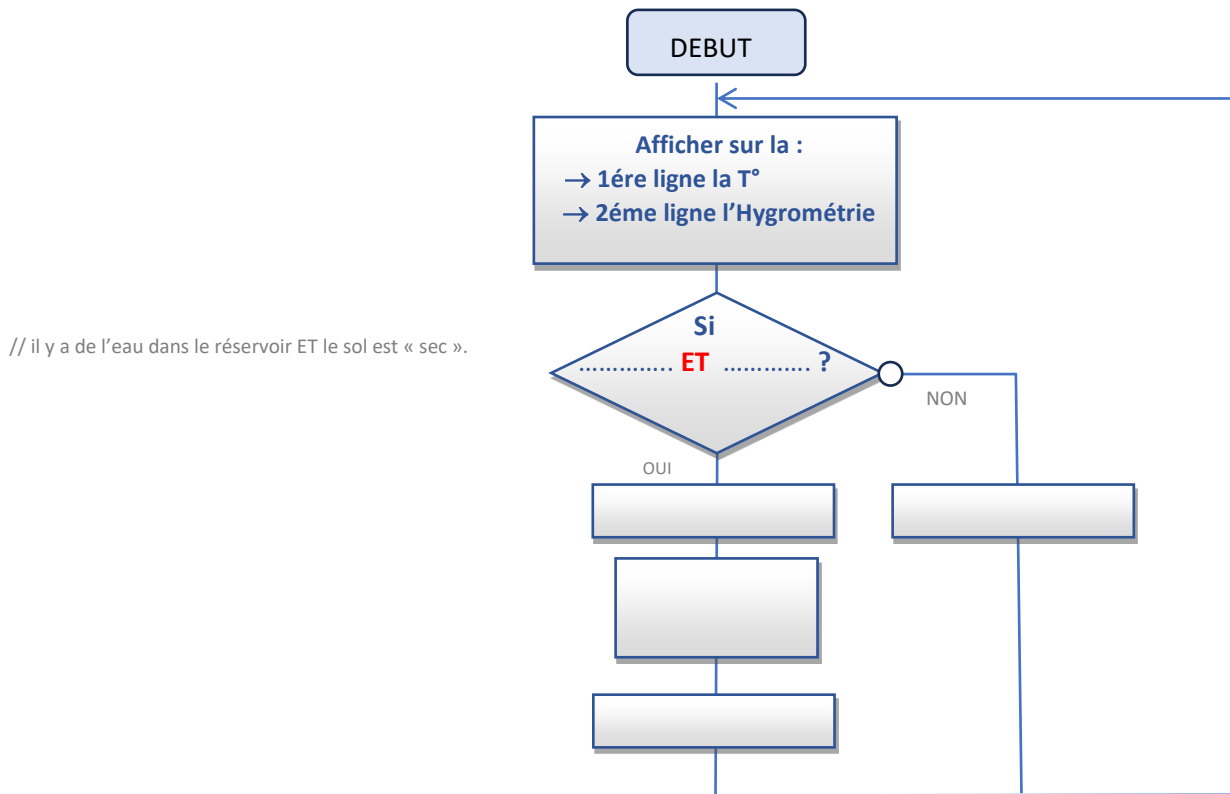 DEBUT
Afficher sur la :
→ 1ére ligne la T°
→ 2éme ligne l’Hygrométrie
Si
// il y a de l’eau dans le réservoir ET le sol est « sec ».
………….. ET …………. ?
NON
OUI